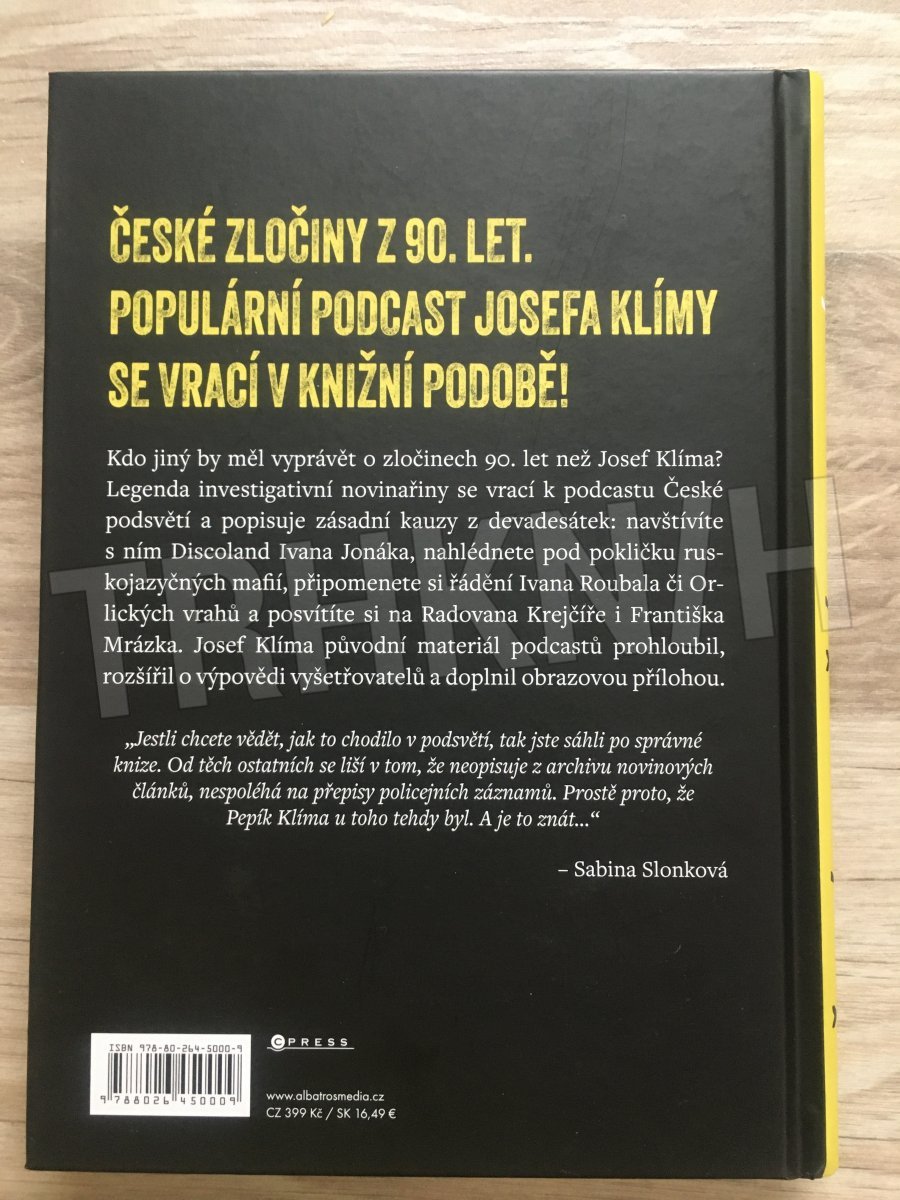 ČESKÉ ZLOČINY Z 90. LET.
POPULÁRNÍ PODCAST JOSEFA KLÍMY
SE VRACÍ V KNIŽNÍ PODOBĚ!
Kdo jiný by měl vyprávět o zločinech 90. let než Josef Klíma?
Legenda investigativní novinařiny se vrací k podcastu České
podsvětí a popisuje zásadní kauzy z devadesátek: navštívíte
s ním Discoland Ivana Jonáka, nahlédnete pod pokličku rus-
kojazyčných mafií, připomenete si řádění Ivana Roubala či Or-
lických vrahů a posvítíte si na Radovana Krejčíře i Františka
Mrázka. Josef Klíma původní materiál podcastů prohloubil,
rozšířil o výpovědi vyšetřovatelů a doplnil obrazovou přílohou.
„Jestli chcete vědět, jak to chodilo v podsvětí, tak jste sáhli po správné
knize. Od těch ostatních se liší v tom, že neopisuje z archivu novinových
článků, nespoléhá na přepisy policejních záznamů. Prostě proto, že
Pepík Klíma u toho tehdy byl. A je to znát...“
– Sabina Slonková
ISBN 978-80-264-5000-9
9 788026 450009
CPRESS
www.albatrosmedia.cz
CZ 399 Kč / SK 16,49 €
TRHKNIH